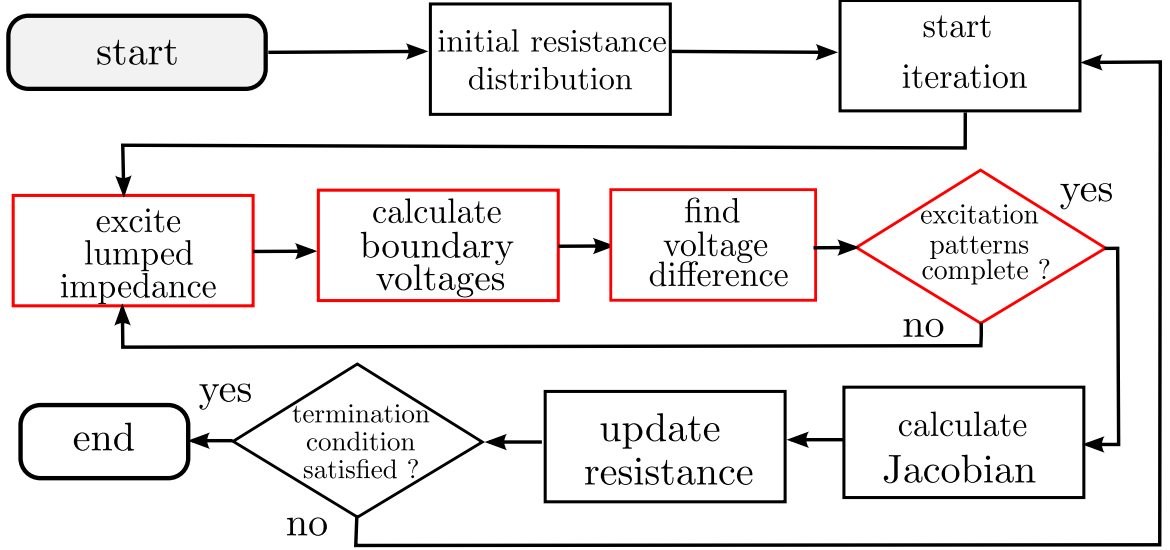 start
initial resistance
distribution
start
iteration
excite
lumped
impedance
calculate
boundary
voltages
find
voltage
difference
excitation
patterns
complete ?
yes
no
calculate
Jacobian
update
resistance
termination
condition
satisfied ?
yes
no
end